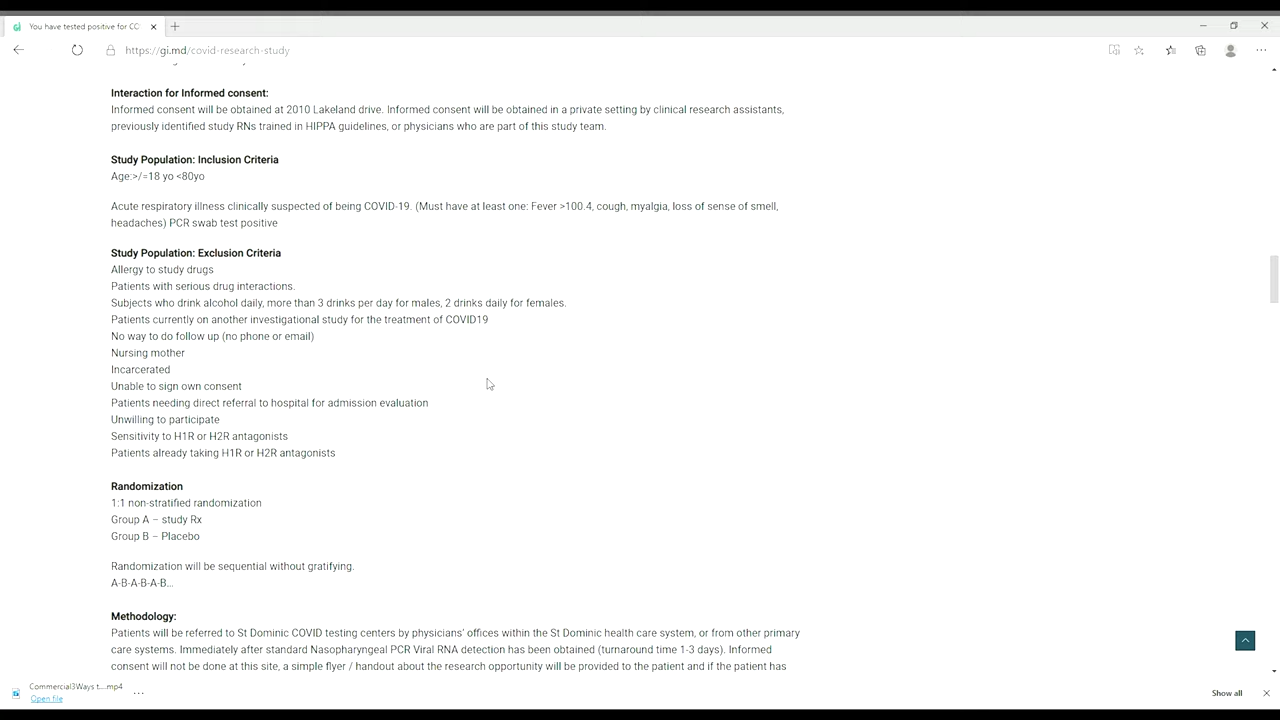 You have tested positive for CC
https://gi.md/covid-research-study
Interaction for Informed consent:
Informed consent will be obtained at 2010 Lakeland drive. Informed consent will be obtained in a private setting by clinical research assistants,
previously identified study RNs trained in HIPPA guidelines, or physicians who are part of this study team.
Study Population: Inclusion Criteria
Age:>/=18 yo <80yo
Acute respiratory illness clinically suspected of being COVID-19. (Must have at least one: Fever >100.4, cough, myalgia, loss of sense of smell,
headaches) PCR swab test positive
Study Population: Exclusion Criteria
Allergy to study drugs
Patients with serious drug interactions.
Subjects who drink alcohol daily, more than 3 drinks per day for males, 2 drinks daily for females.
Patients currently on another investigational study for the treatment of COVID19
No way to do follow up (no phone or email)
Nursing mother
Incarcerated
Unable to sign own consent
Patients needing direct referral to hospital for admission evaluation
Unwilling to participate
Sensitivity to H1R or H2R antagonists
Patients already taking H1R or H2R antagonists
Randomization
1:1 non-stratified randomization
Group A – study Rx
Group B – Placebo
Randomization will be sequential without gratifying.
A-B-A-B-A-B…
Methodology:
Patients will be referred to St Dominic COVID testing centers by physicians' offices within the St Dominic health care system, or from other primary
care systems. Immediately after standard Nasopharyngeal PCR Viral RNA detection has been obtained (turnaround time 1-3 days). Informed
consent will not be done at this site, a simple flyer / handout about the research opportunity will be provided to the patient and if the patient has
Commercial3Ways t....mp4
Open file
Show all